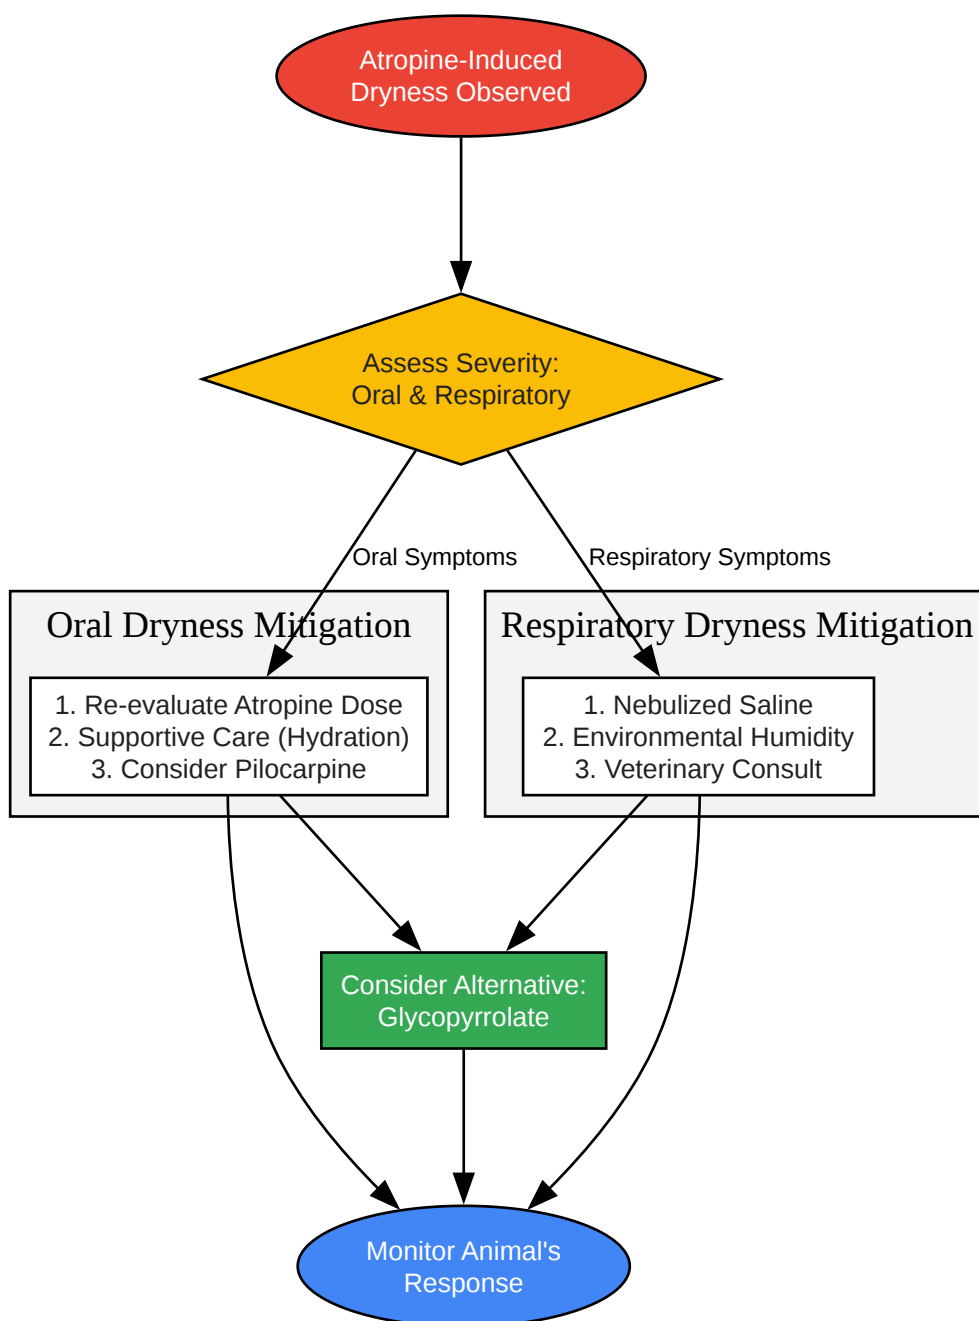 Atropine-Induced
Dryness Observed
Assess Severity:
Oral & Respiratory
Oral Symptoms
Respiratory Symptoms
Oral Dryness Mitigation
1. Re-evaluate Atropine Dose
2. Supportive Care (Hydration)
3. Consider Pilocarpine
Respiratory Dryness Mitigation
1. Nebulized Saline
2. Environmental Humidity
3. Veterinary Consult
Consider Alternative:
Glycopyrrolate
Monitor Animal's
Response